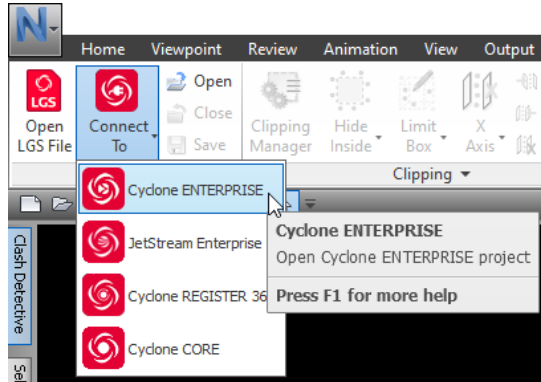 N
Home Viewpoint Review Animation View Output
LGS
Open LGS File
Connect To
Open
Close
Save
Clipping Manager
Hide Inside
Limit Box
X Axis
Clipping
Cyclone ENTERPRISE
JetStream Enterprise
Cyclone REGISTER 36
Cyclone CORE
Cyclone ENTERPRISE
Open Cyclone ENTERPRISE project
Press F1 for more help
Clash Detective
Sel